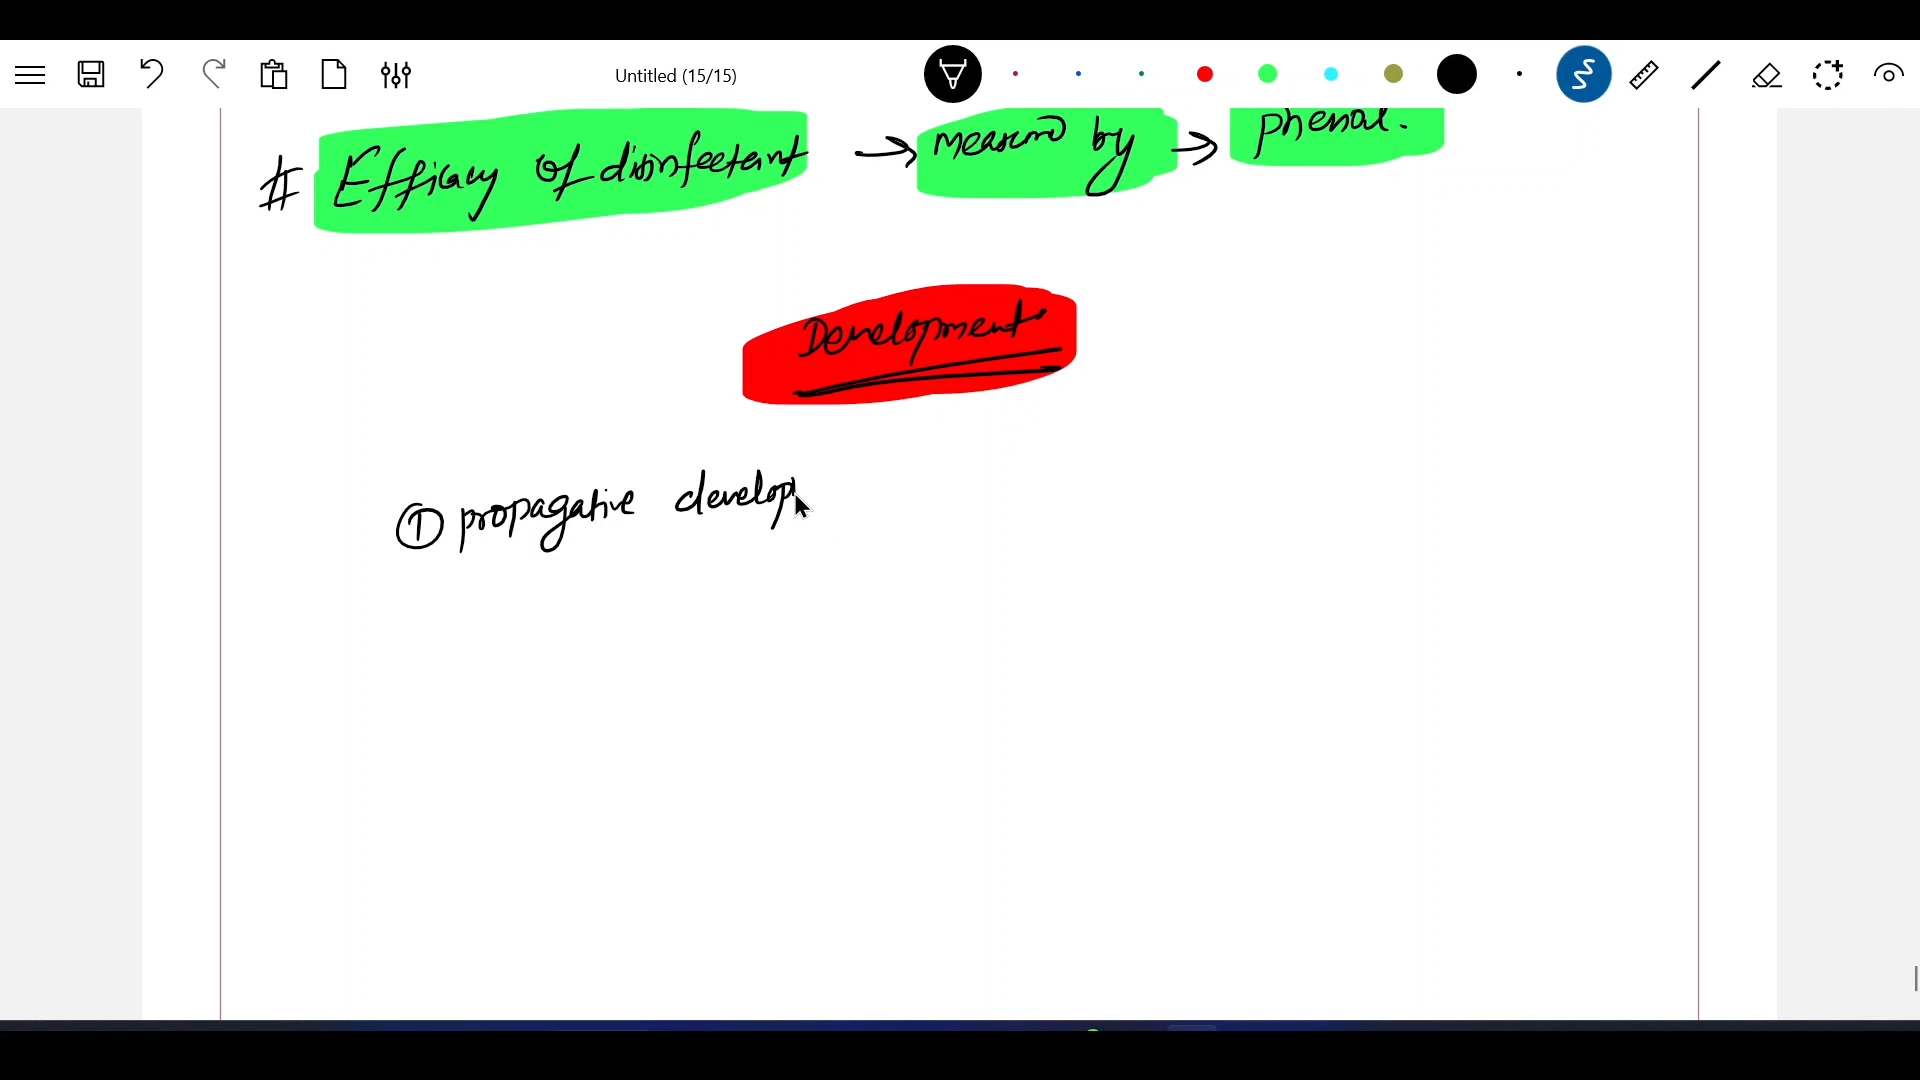 Untitled (15/15)
# Efficacy of disinfectant → measured by → phenol.
Development
① propagative develop